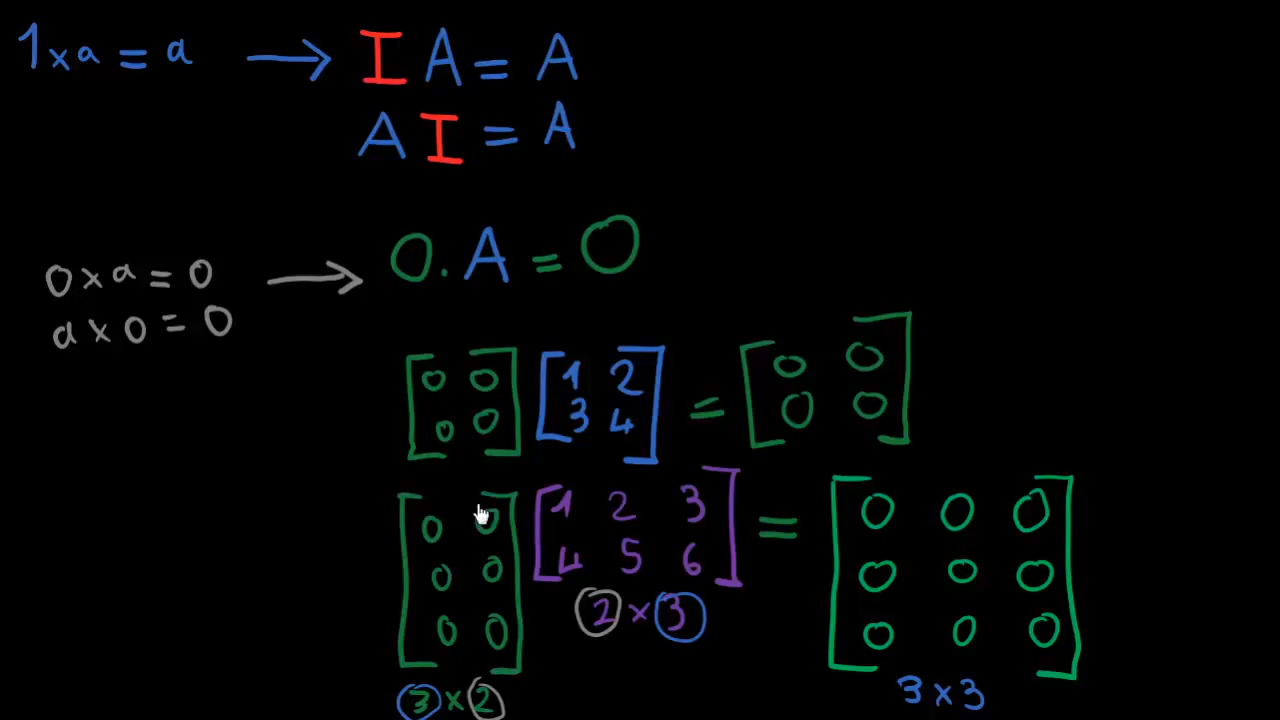 1 x a = a → I A = A
A I = A
0 . A = 0
0 x a = 0 →
a x 0 = 0
[0 0 [1 2 = [0 0
0 0] 3 4] 0 0]
[0 0 [1 2 3 = [0 0 0
0 0 4 5 6] 0 0 0
0 0] 0 0 0]
2 x 3
3 x 2
3 x 3